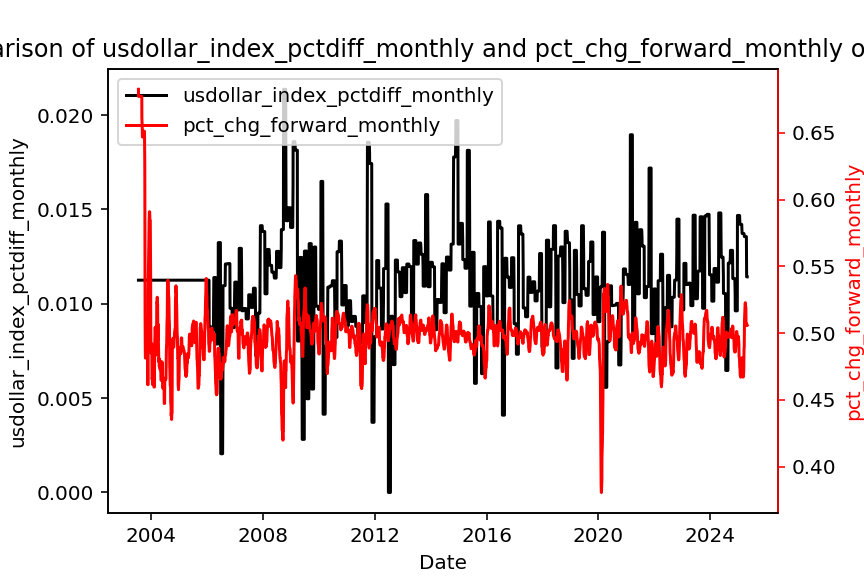 arison of usdollar_index_pctdiff_monthly and pct_chg_forward_monthly o
usdollar_index_pctdiff_monthly
pct_chg_forward_monthly
usdollar_index_pctdiff_monthly
0.020
0.015
0.010
0.005
0.000
0.65
0.60
0.55
0.50
0.45
0.40
pct_chg_forward_monthly
2004 2008 2012 2016 2020 2024
Date